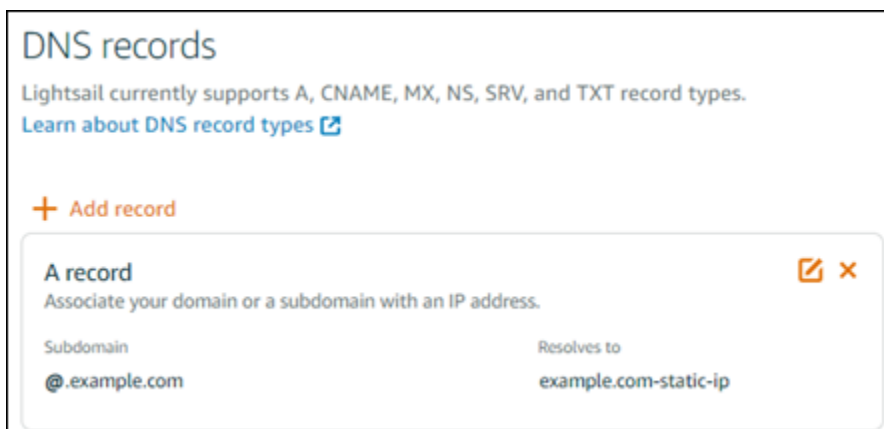 DNS records
Lightsail currently supports A, CNAME, MX, NS, SRV, and TXT record types.
Learn about DNS record types
Add record
A record
Associate your domain or a subdomain with an IP address.
Subdomain
Resolves to
@.example.com
example.com-static-ip